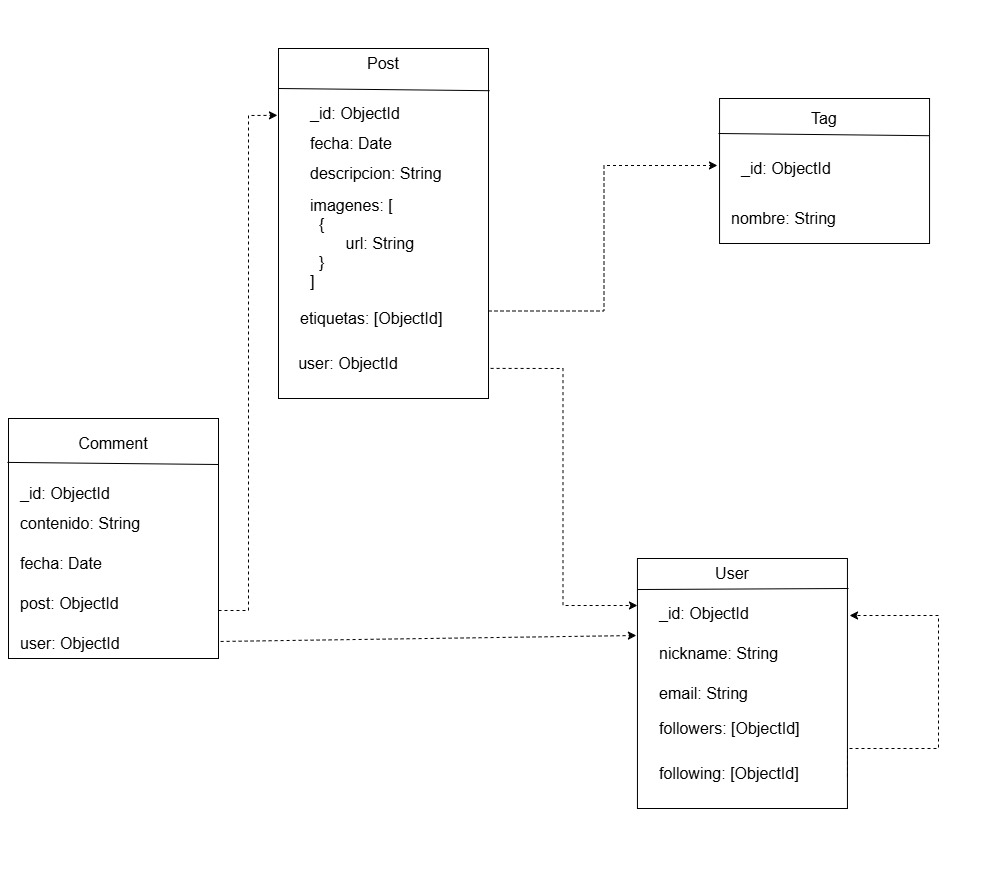 Post
_id: ObjectId
fecha: Date
descripcion: String
imagenes: [
{
url: String
}
]
etiquetas: [ObjectId]
user: ObjectId
Tag
_id: ObjectId
nombre: String
Comment
_id: ObjectId
contenido: String
fecha: Date
post: ObjectId
user: ObjectId
User
_id: ObjectId
nickname: String
email: String
followers: [ObjectId]
following: [ObjectId]